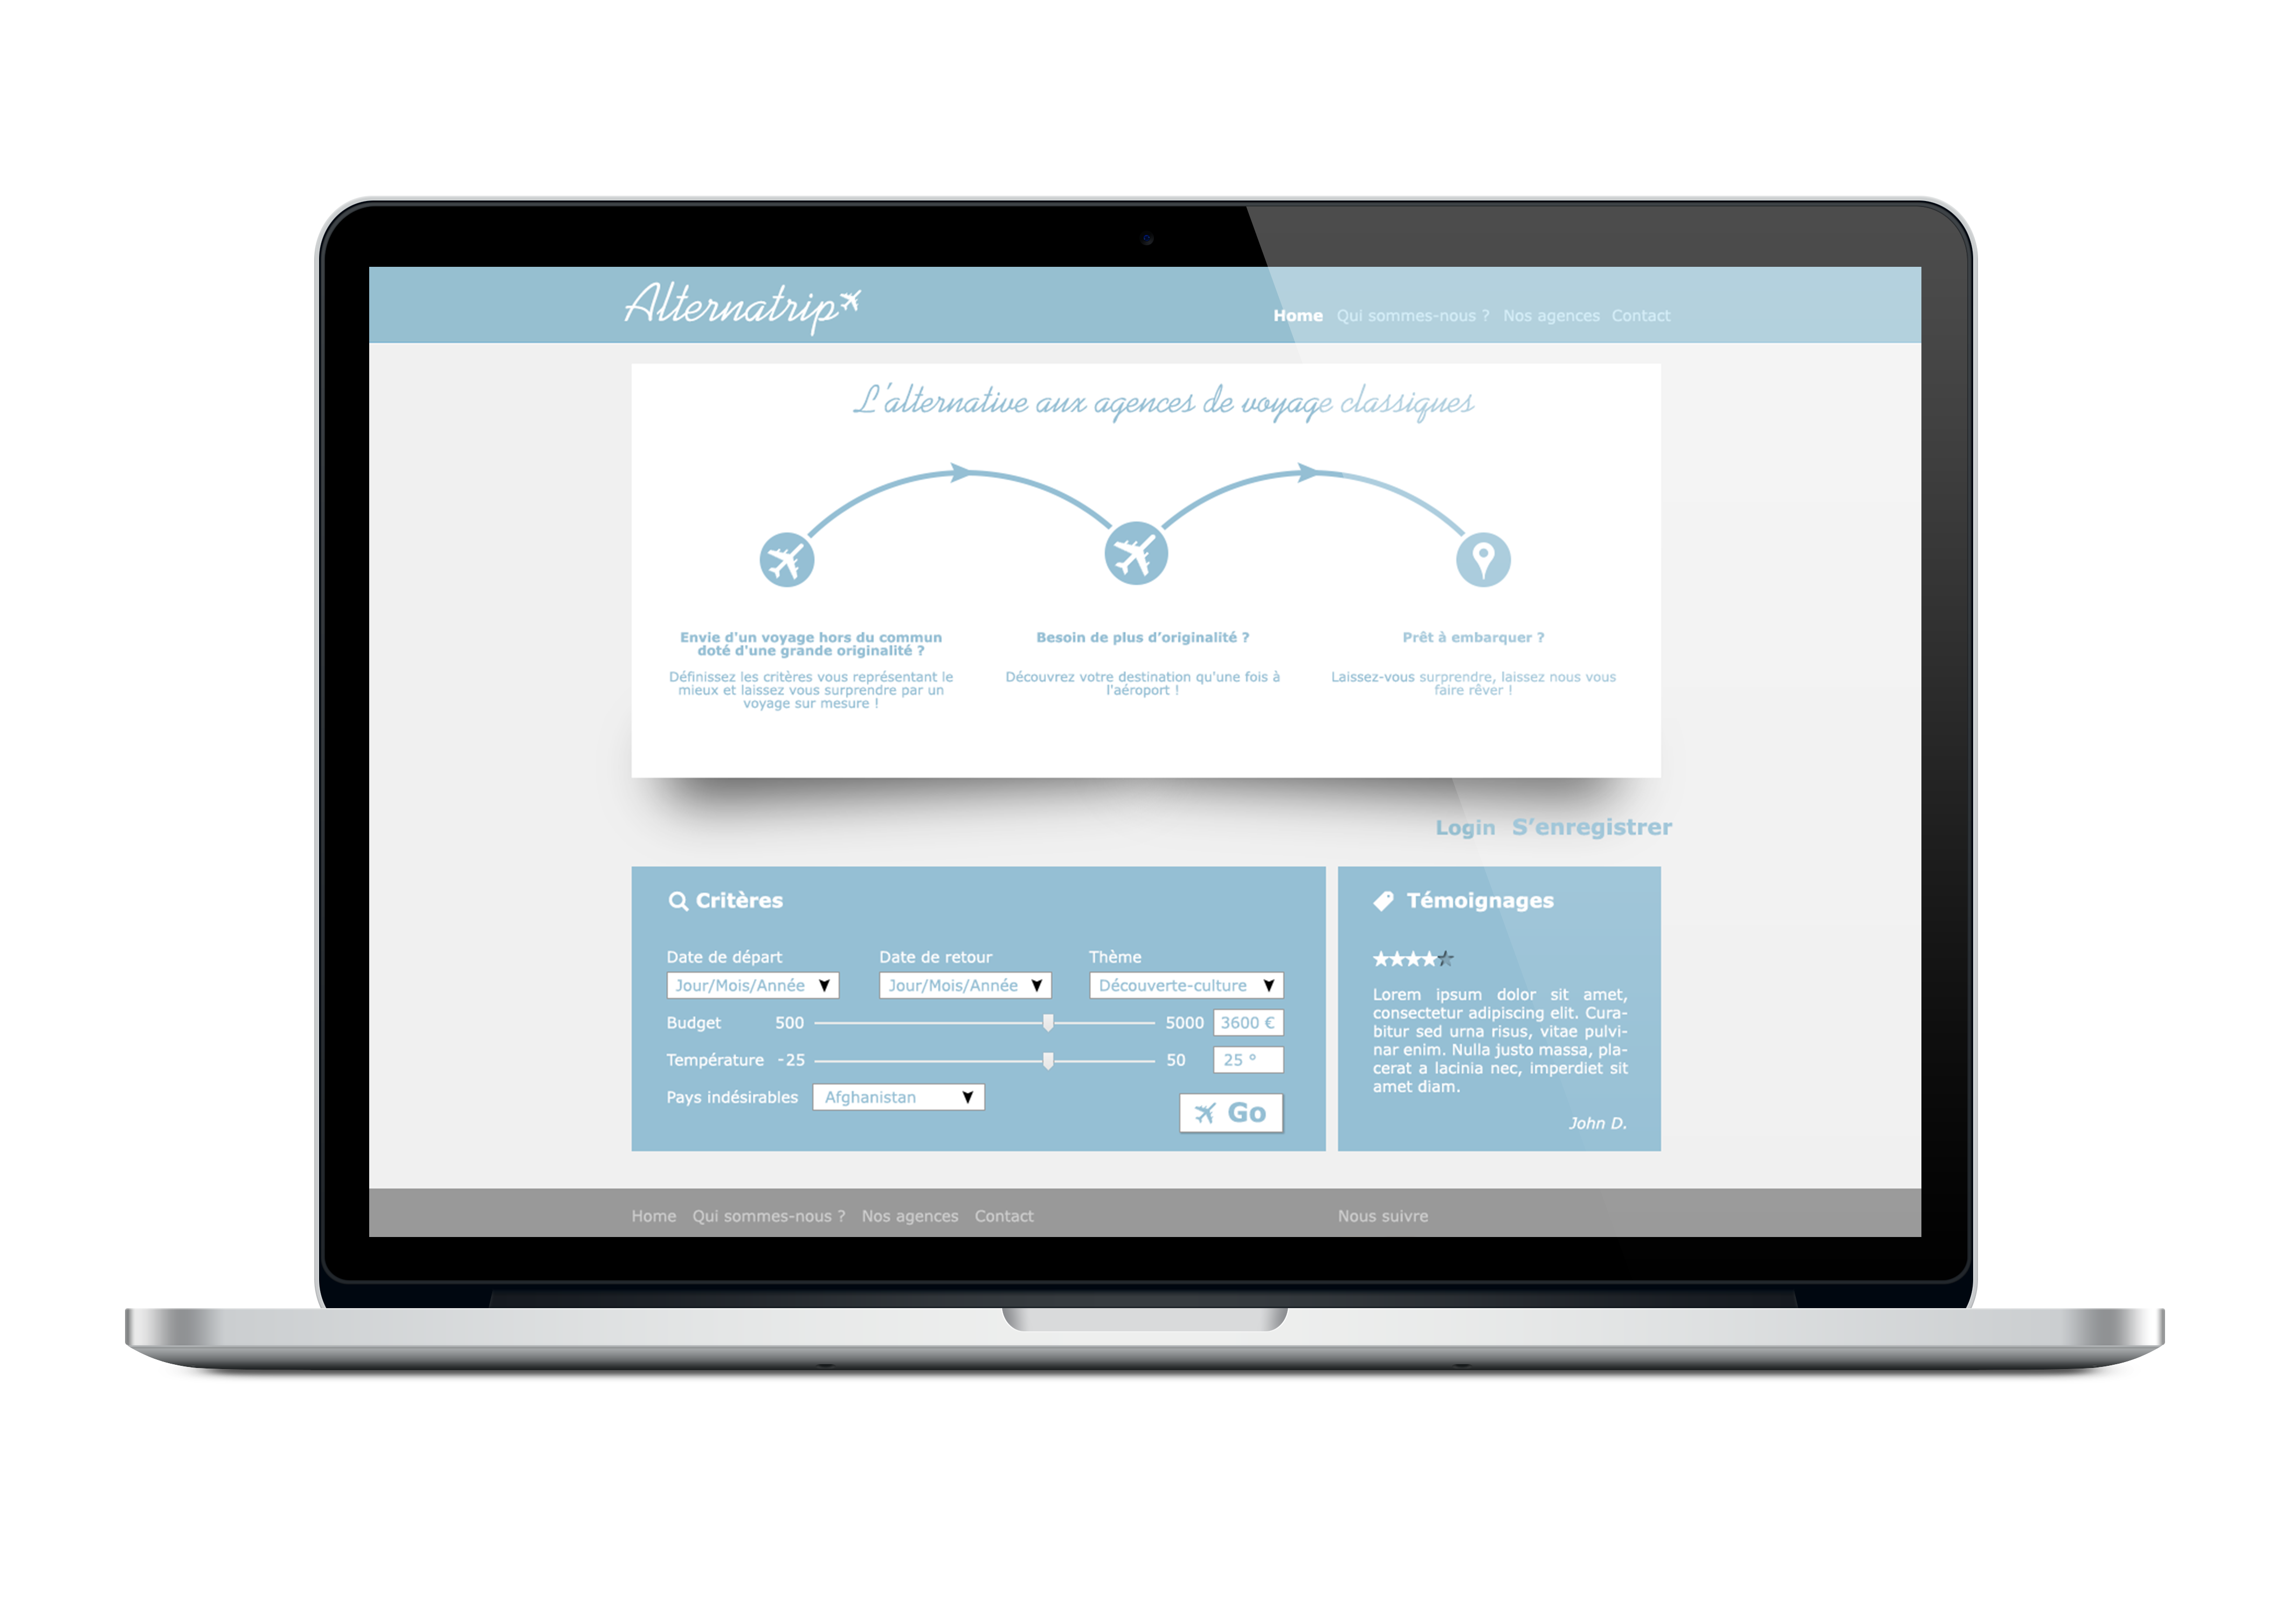 Alternatrip
Home Qui sommes-nous ? Nos agences Contact
L'alternative aux agences de voyage classiques
Envie d'un voyage hors du commun
doté d'une grande originalité ?
Définissez les critères vous représentant le
mieux et laissez vous surprendre par un
voyage sur mesure !
Besoin de plus d’originalité ?
Découvrez votre destination qu'une fois à
l'aéroport !
Prêt à embarquer ?
Laissez-vous surprendre, laissez nous vous
faire rêver !
Login S’enregistrer
Critères
Date de départ Date de retour Thème
Jour/Mois/Année Jour/Mois/Année Découverte-culture
Budget 500 5000 3600 €
Température -25 50 25 °
Pays indésirables Afghanistan
Go
Témoignages
Lorem ipsum dolor sit amet,
consectetur adipiscing elit. Cura-
bitur sed urna risus, vitae pulvi-
nar enim. Nulla justo massa, pla-
cerat a lacinia nec, imperdiet sit
amet diam.
John D.
Home Qui sommes-nous ? Nos agences Contact Nous suivre